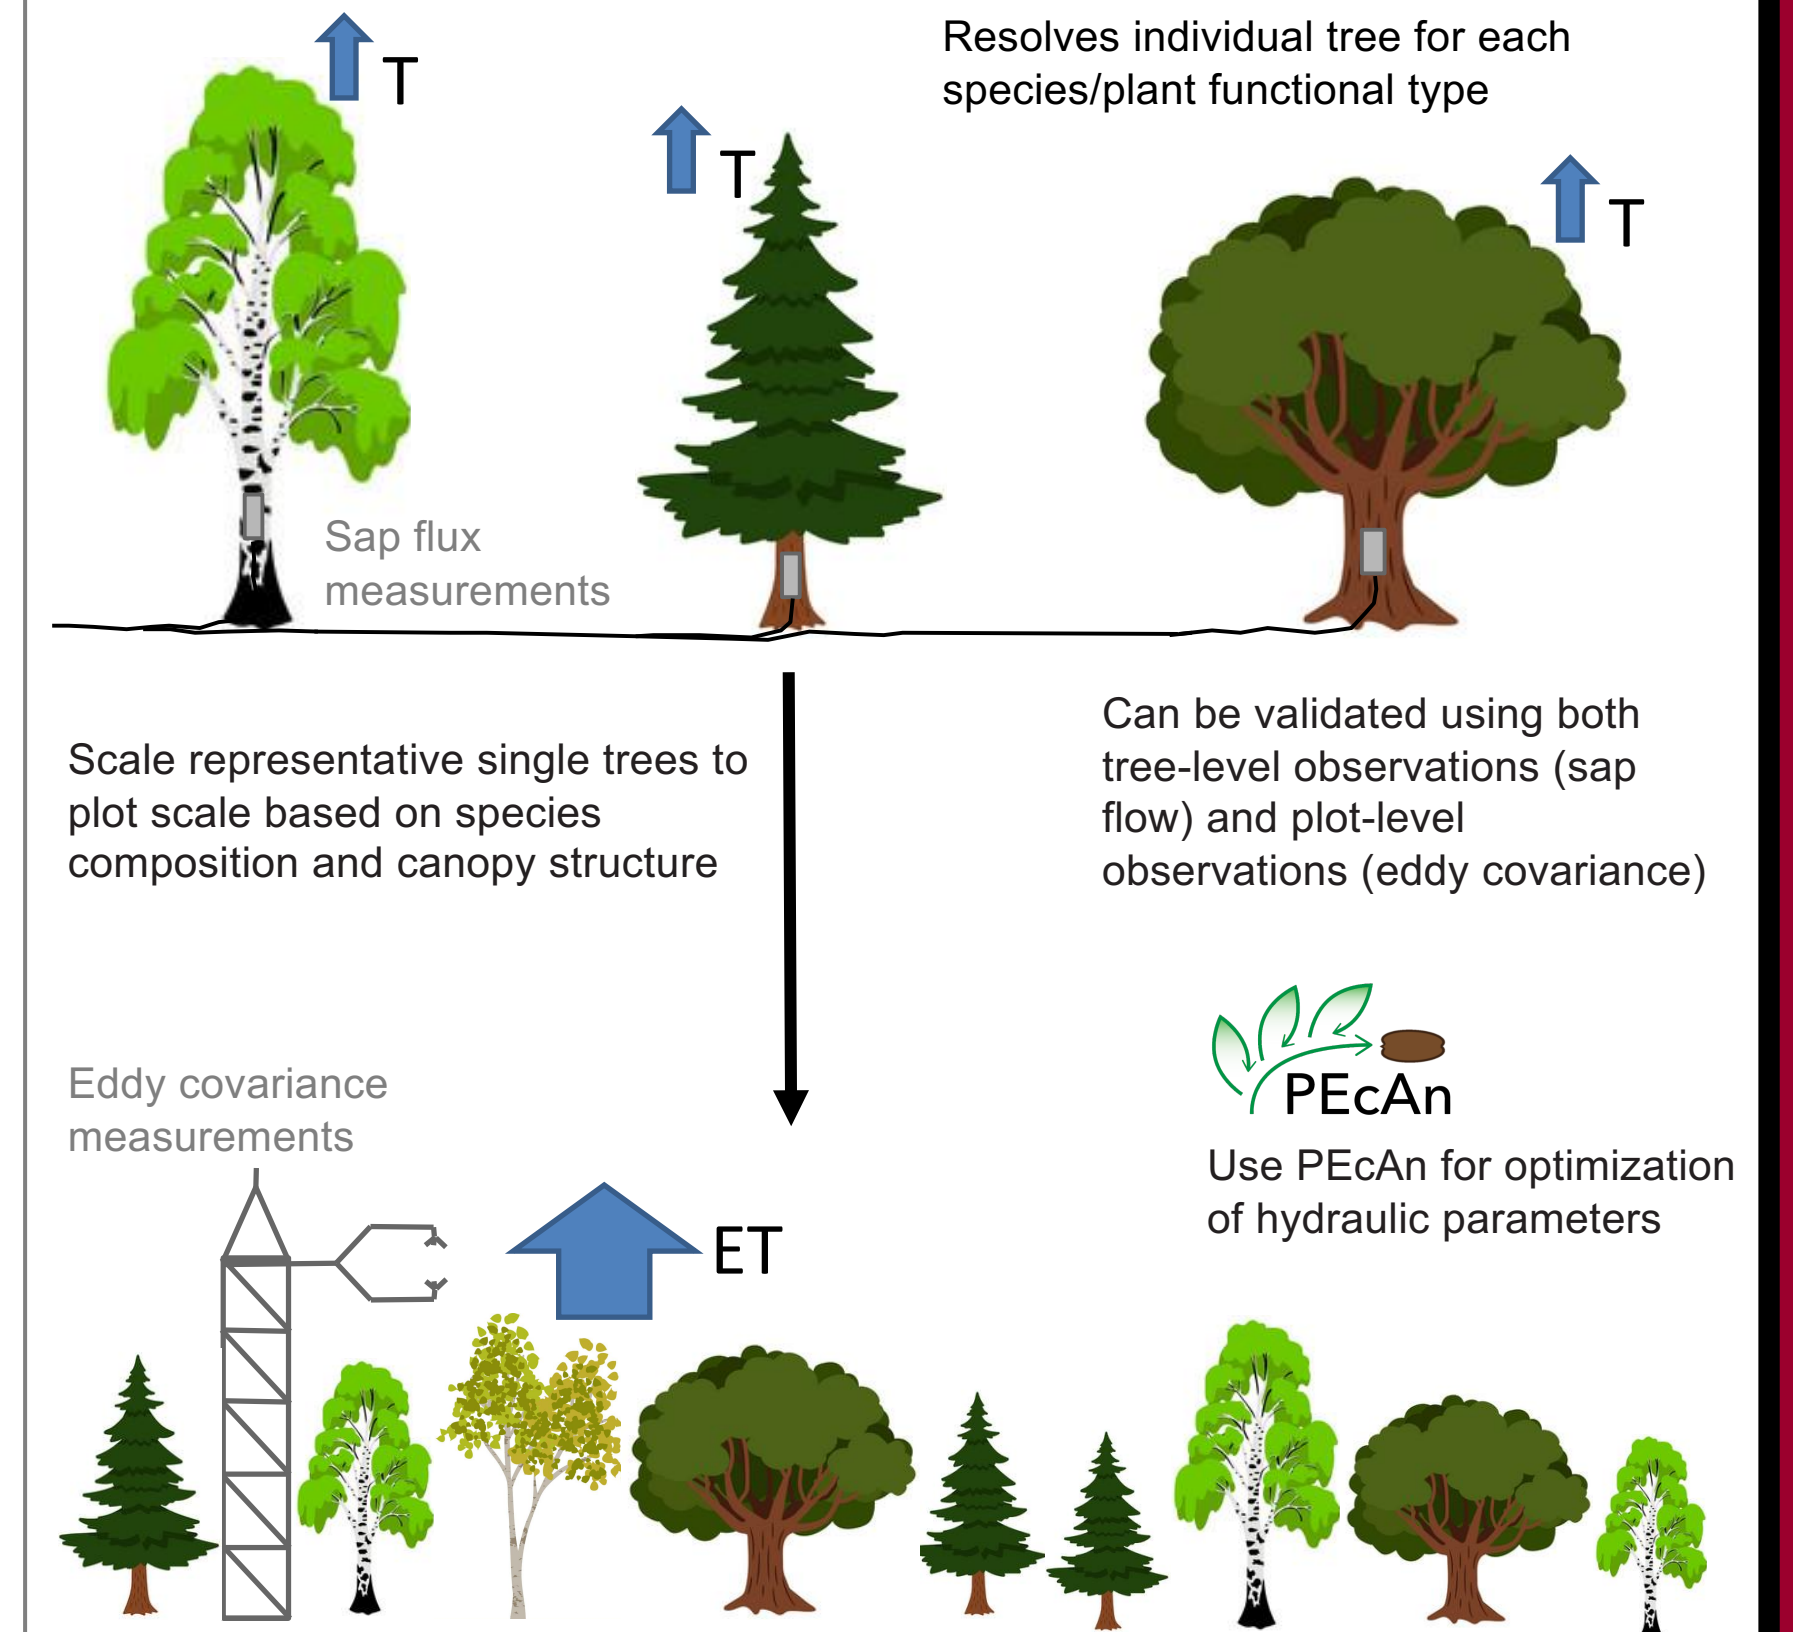 T
Resolves individual tree for each
species/plant functional type
T
T
Sap flux
measurements
Scale representative single trees to
plot scale based on species
composition and canopy structure
Can be validated using both
tree-level observations (sap
flow) and plot-level
observations (eddy covariance)
PEcAn
Use PEcAn for optimization
of hydraulic parameters
Eddy covariance
measurements
ET